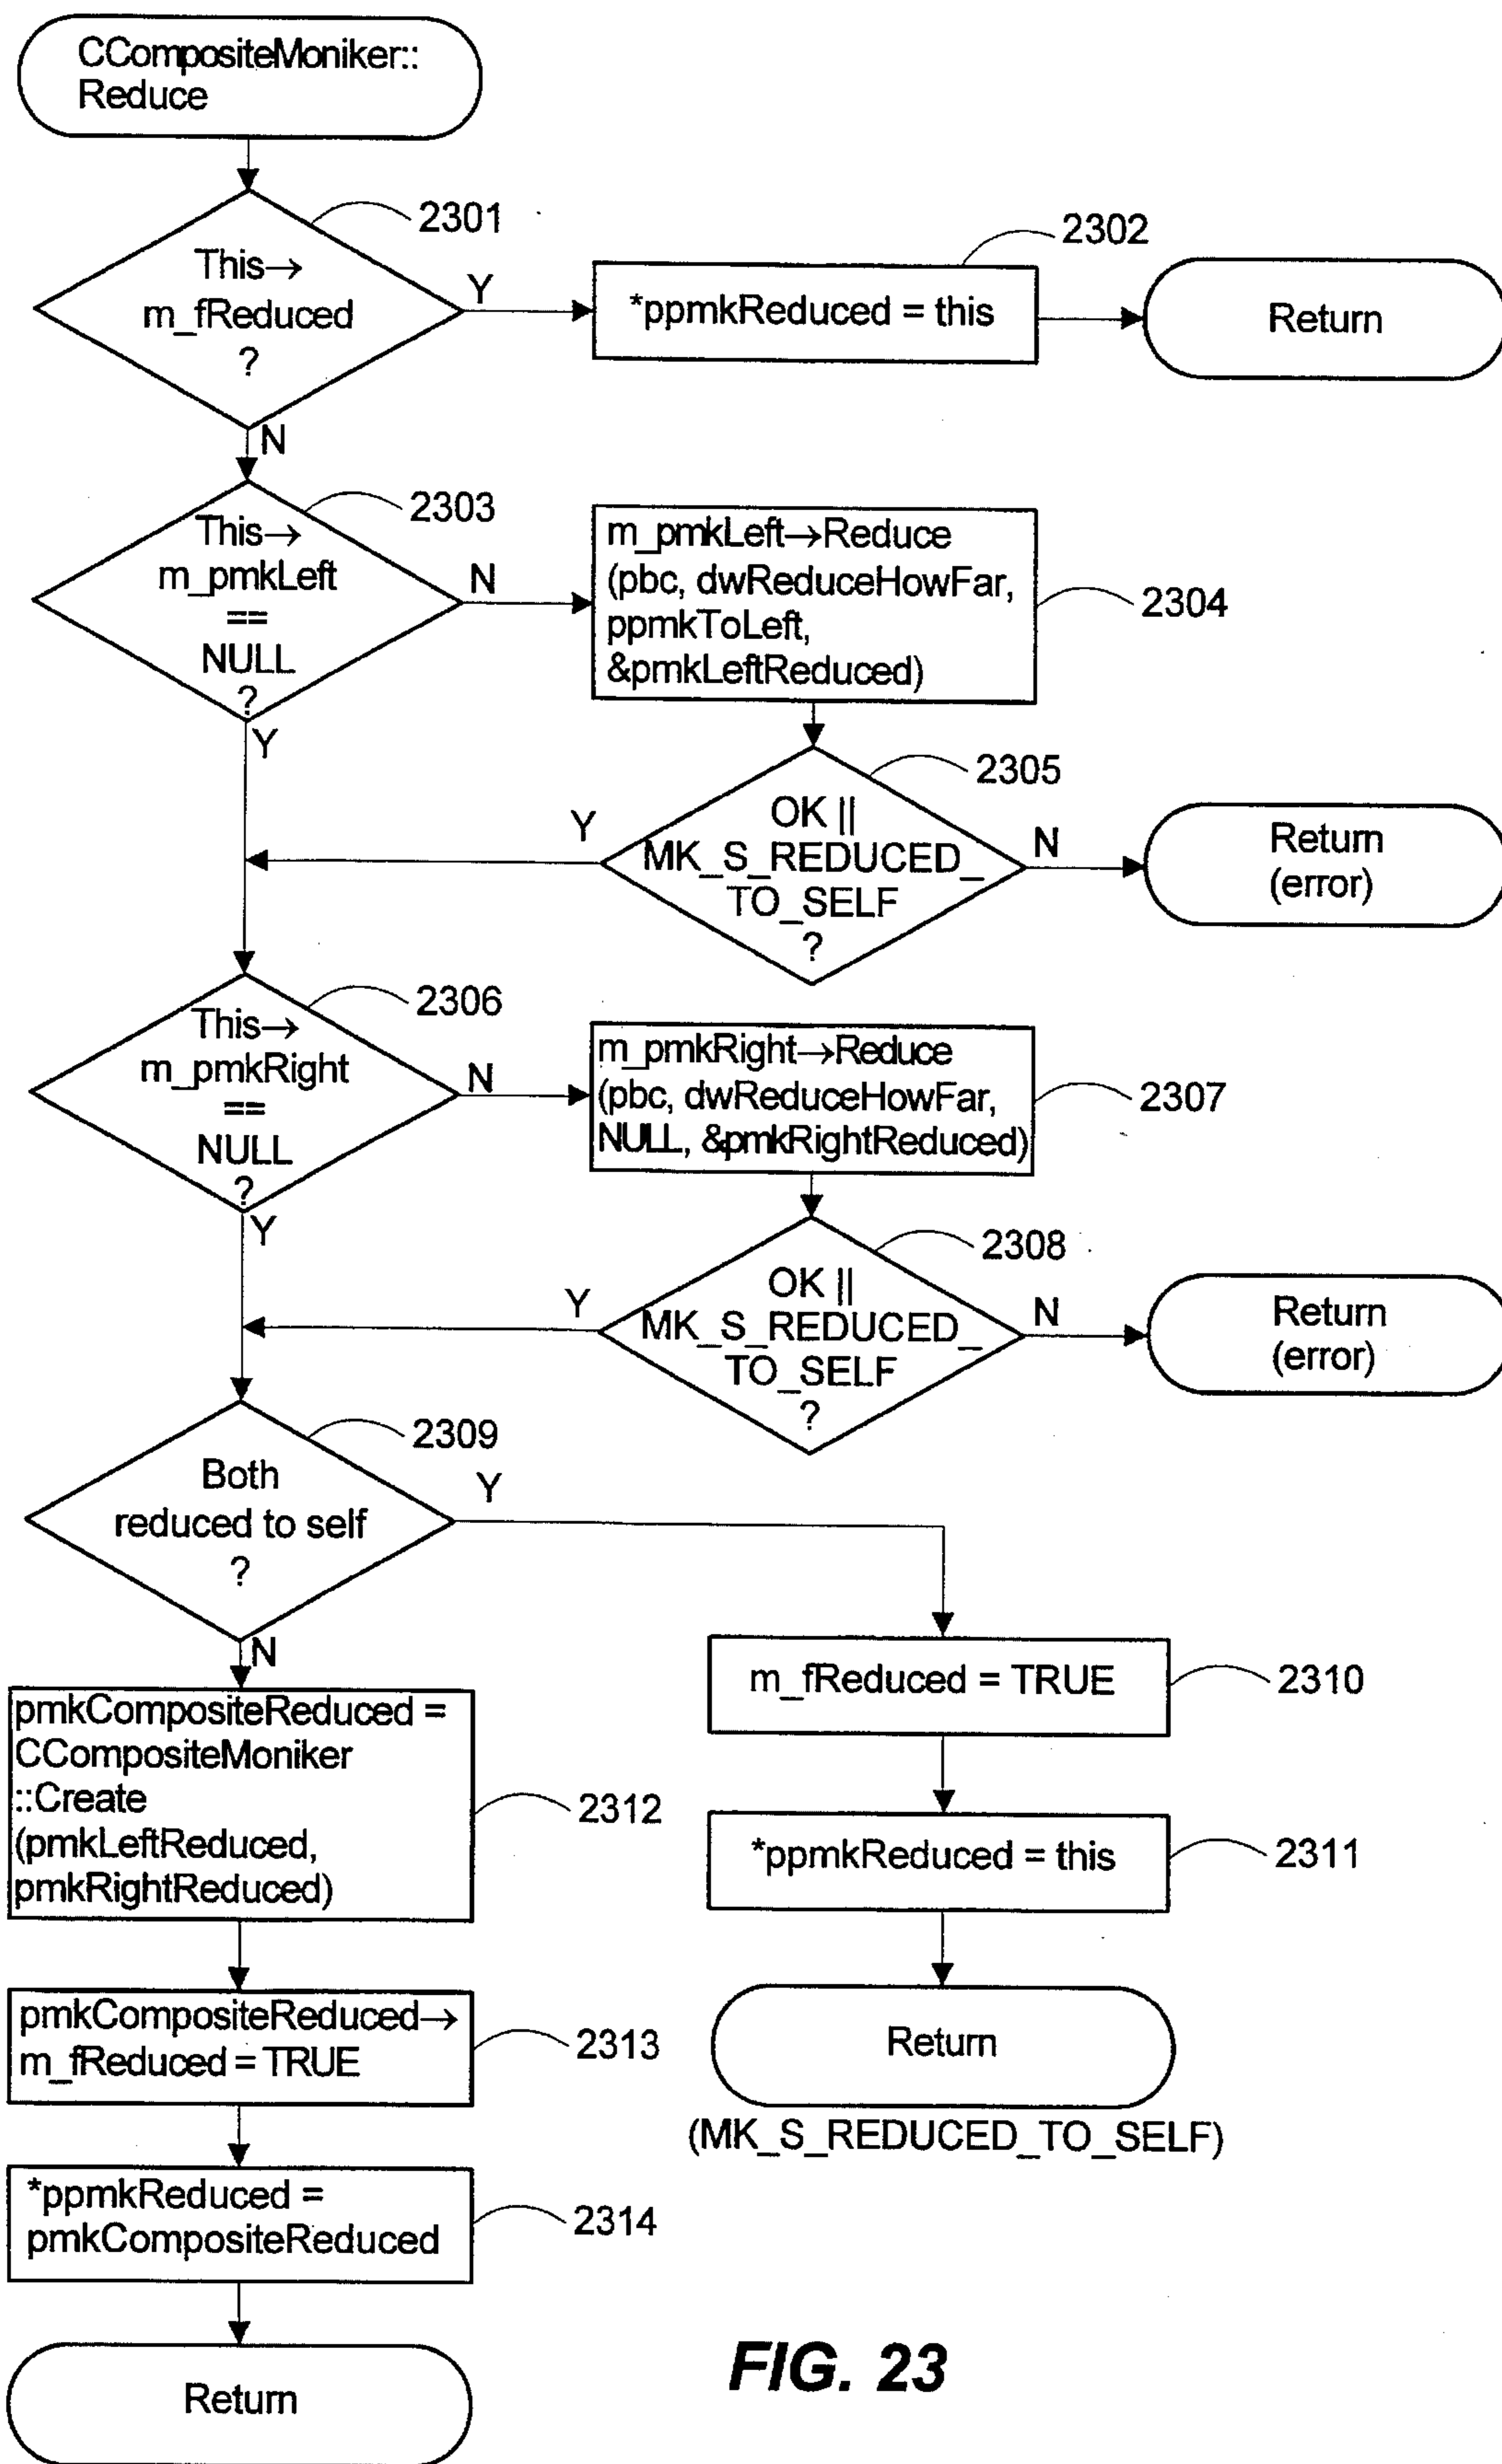 CCompositeMoniker::
Reduce
2301
This→
m_fReduced
?
Y
N
2302
*ppmkReduced = this
Return
2303
This→
m_pmkLeft
==
NULL
?
N
Y
m_pmkLeft→Reduce
(pbc, dwReduceHowFar,
ppmkToLeft,
&pmkLeftReduced)
2304
2305
OK ||
MK_S_REDUCED_
TO_SELF
?
Y
N
Return
(error)
2306
This→
m_pmkRight
==
NULL
?
N
Y
m_pmkRight→Reduce
(pbc, dwReduceHowFar,
NULL, &pmkRightReduced)
2307
2308
OK ||
MK_S_REDUCED_
TO_SELF
?
Y
N
Return
(error)
2309
Both
reduced to self
?
Y
N
m_fReduced = TRUE
2310
*ppmkReduced = this
2311
Return
(MK_S_REDUCED_TO_SELF)
pmkCompositeReduced =
CCompositeMoniker
::Create
(pmkLeftReduced,
pmkRightReduced)
2312
pmkCompositeReduced→
m_fReduced = TRUE
2313
*ppmkReduced =
pmkCompositeReduced
2314
Return
FIG. 23